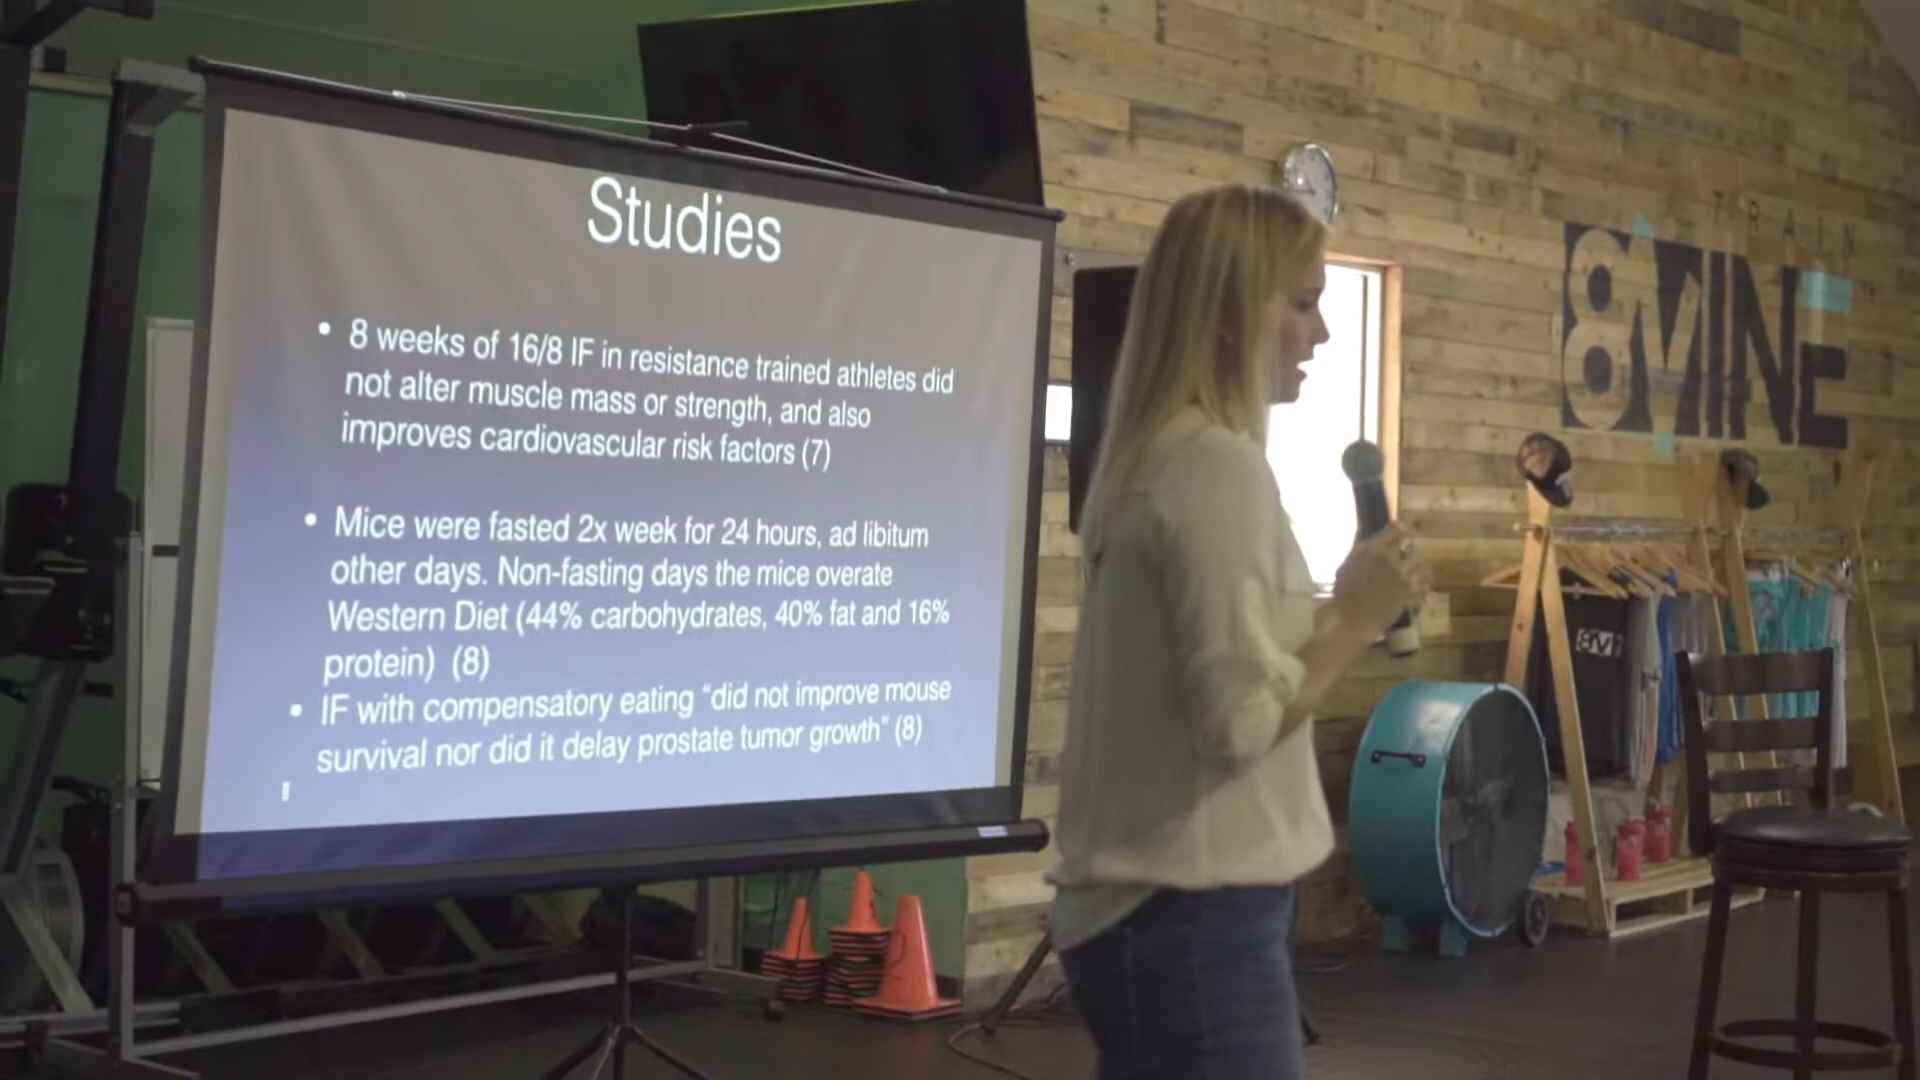 Studies
• 8 weeks of 16/8 IF in resistance trained athletes did
not alter muscle mass or strength, and also
improves cardiovascular risk factors (7)
• Mice were fasted 2x week for 24 hours, ad libitum
other days. Non-fasting days the mice overate
Western Diet (44% carbohydrates, 40% fat and 16%
protein) (8)
• IF with compensatory eating “did not improve mouse
survival nor did it delay prostate tumor growth” (8)
TRAIN
8MINE